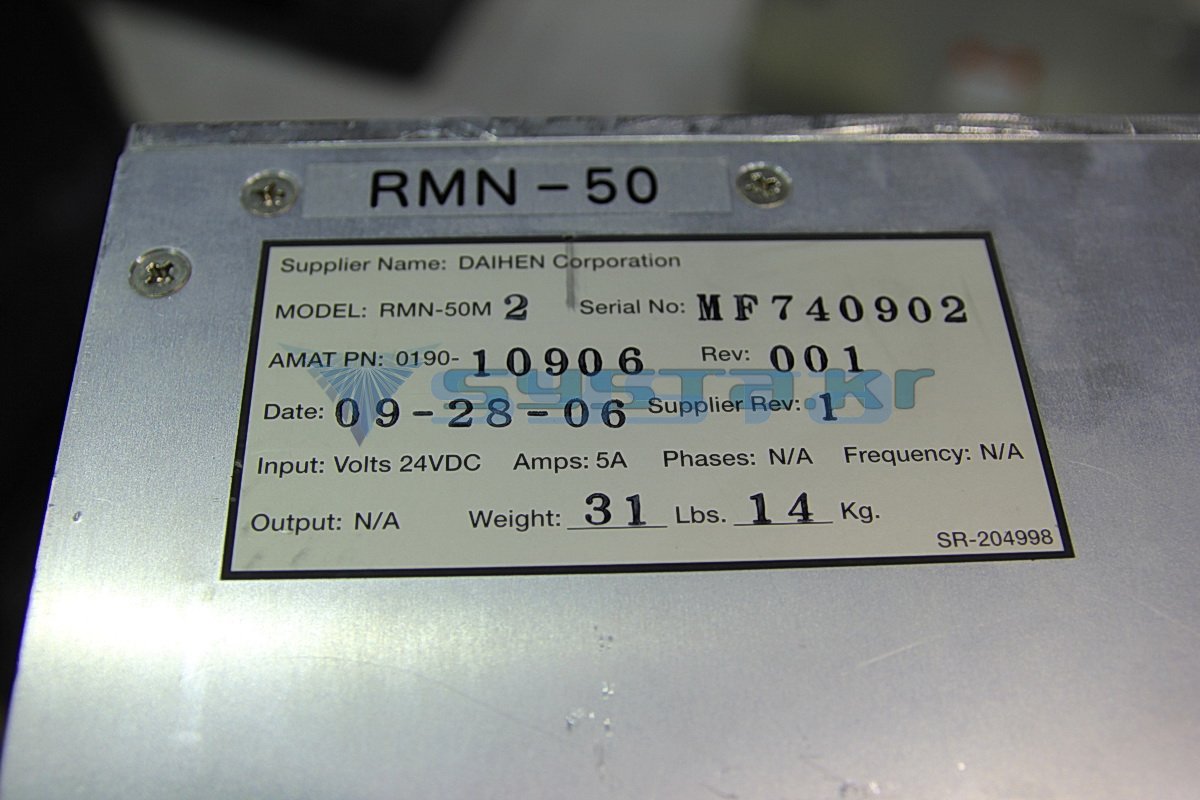 RMN-50
Supplier Name: DAIHEN Corporation
MODEL: RMN-50M 2 Serial No: MF740902
AMAT PN: 0190-10906 Rev: 001
systa.kr
Date: 09-28-06 Supplier Rev: 1
Input: Volts 24VDC Amps: 5A Phases: N/A Frequency: N/A
Output: N/A Weight: 31 Lbs. 14 Kg.
SR-204998